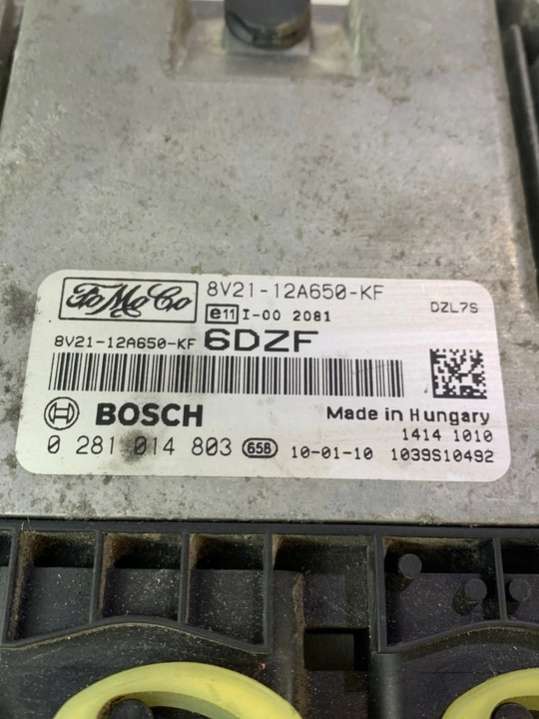 FoMoCo 8V21-12A650-KF
e11 I-00 2081 DZL7S
8V21-12A650-KF 6DZF
BOSCH Made in Hungary
1414 1010
0 281 014 803 658 10-01-10 1039S10492